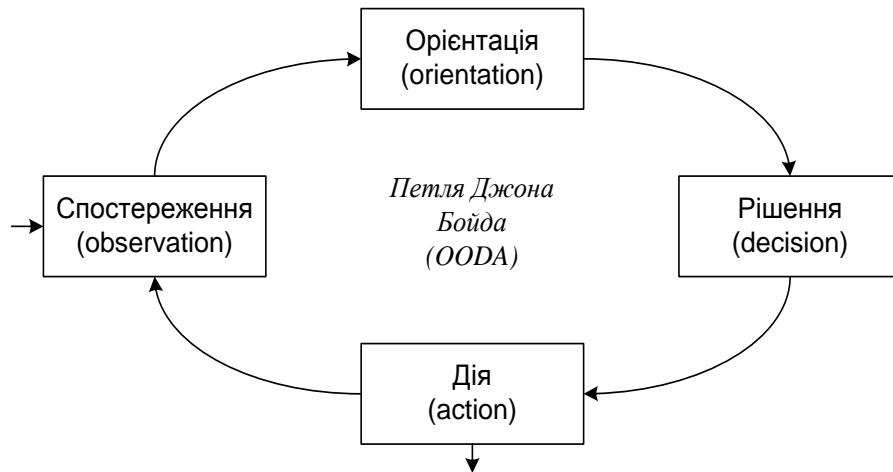 Орієнтація
(orientation)
Спостереження
(observation)
Петля Джона
Бойда
(OODA)
Рішення
(decision)
Дія
(action)